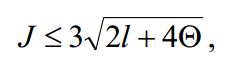 J ≤ 3√(2l + 4Θ) ,